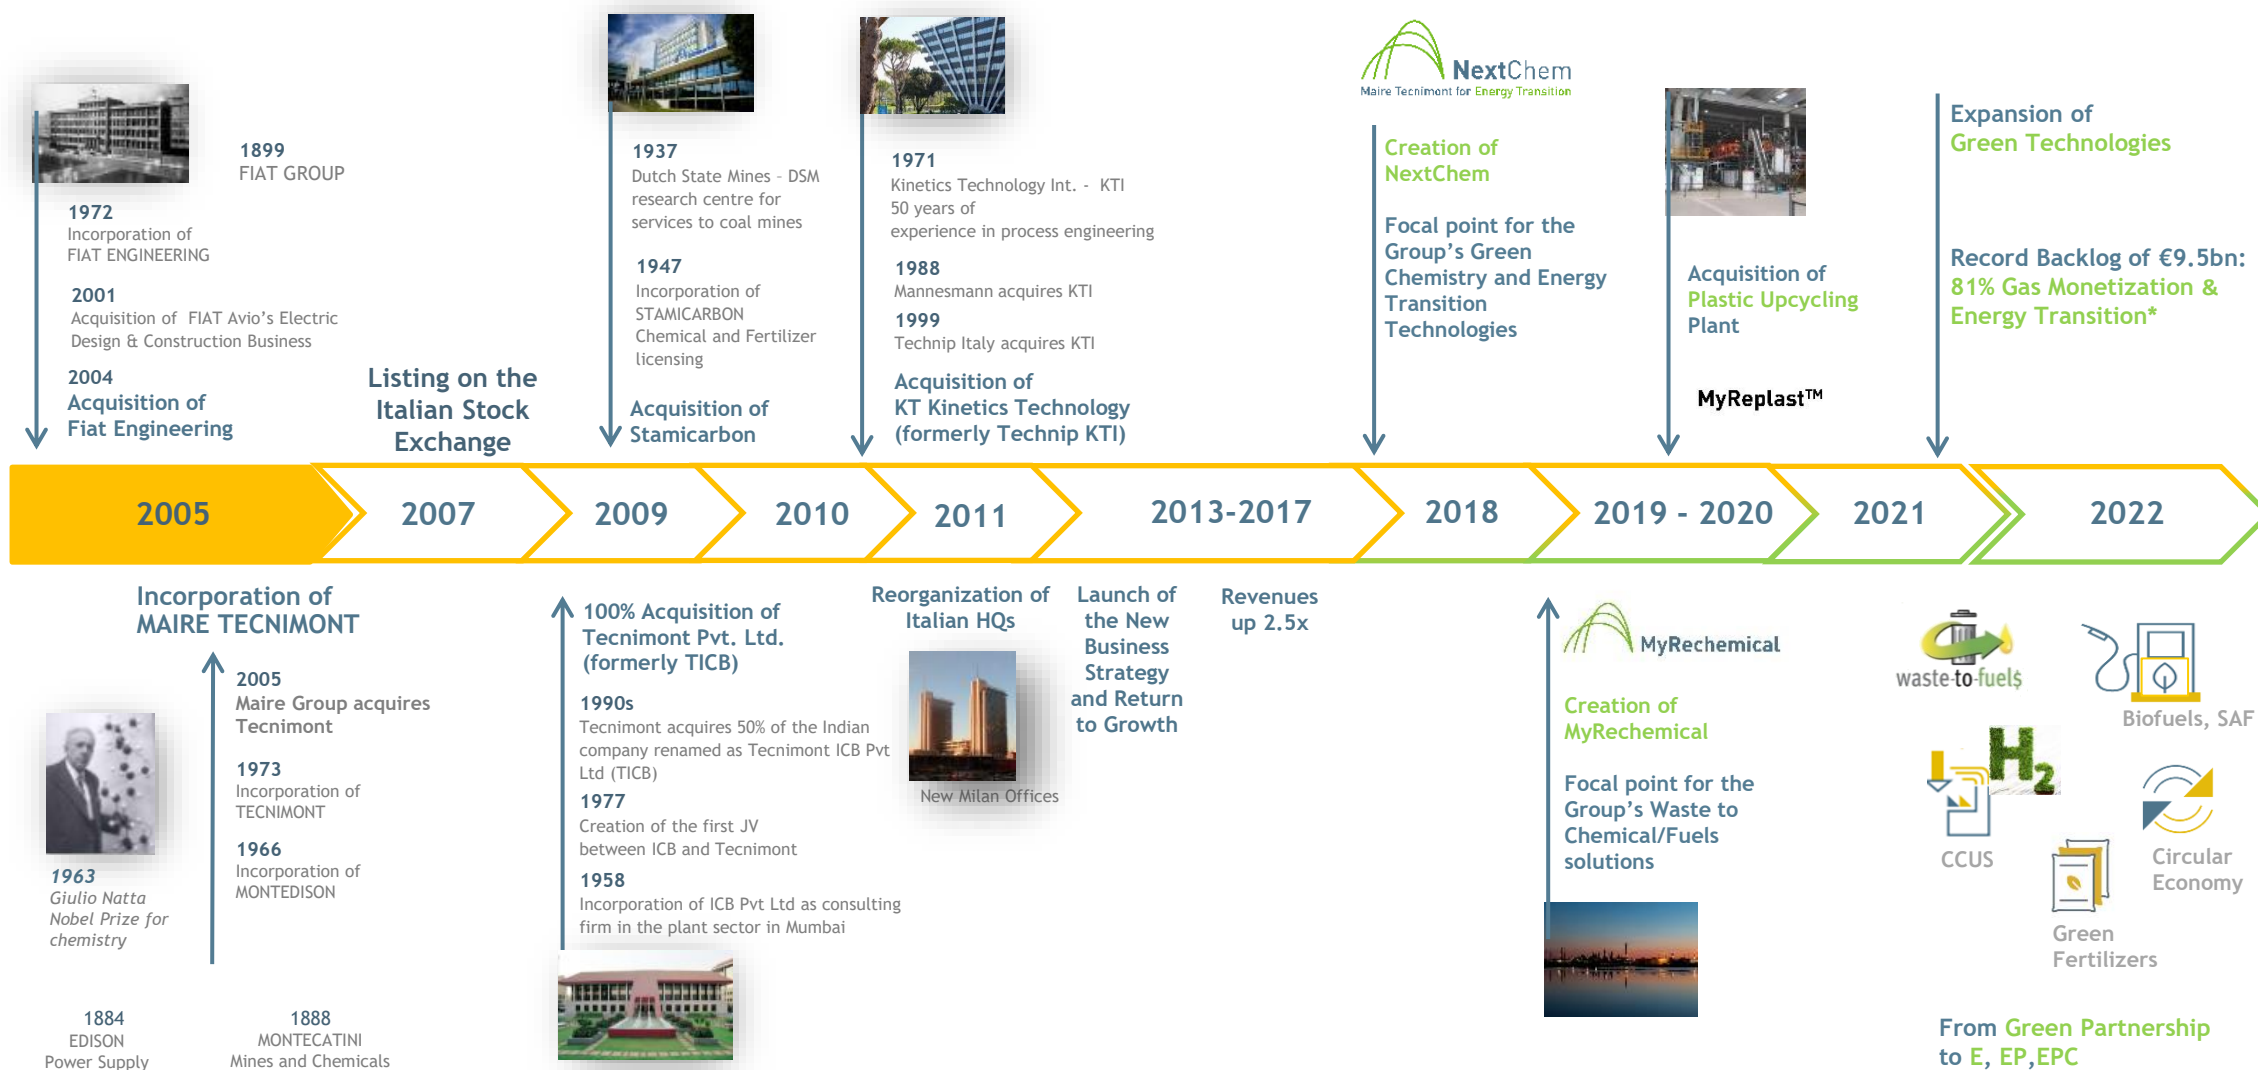 NextChem
Maire Tecnimont for Energy Transition
1899
FIAT GROUP
1972
Incorporation of
FIAT ENGINEERING
2001
Acquisition of FIAT Avio's Electric
Design & Construction Business
2004
Acquisition of
Fiat Engineering
Listing on the
Italian Stock
Exchange
1937
Dutch State Mines – DSM
research centre for
services to coal mines
1947
Incorporation of
STAMICARBON
Chemical and Fertilizer
licensing
Acquisition of
Stamicarbon
1971
Kinetics Technology Int. - KTI
50 years of
experience in process engineering
1988
Mannesmann acquires KTI
1999
Technip Italy acquires KTI
Acquisition of
KT Kinetics Technology
(formerly Technip KTI)
Creation of
NextChem
Focal point for the
Group's Green
Chemistry and Energy
Transition
Technologies
Acquisition of
Plastic Upcycling
Plant
MyReplast™
Expansion of
Green Technologies
Record Backlog of €9.5bn:
81% Gas Monetization &
Energy Transition*
2005
2007
2009
2010
2011
2013-2017
2018
2019 - 2020
2021
2022
Incorporation of
MAIRE TECNIMONT
2005
Maire Group acquires
Tecnimont
1973
Incorporation of
TECNIMONT
1966
Incorporation of
MONTEDISON
1963
Giulio Natta
Nobel Prize for
chemistry
1884
EDISON
Power Supply
1888
MONTECATINI
Mines and Chemicals
100% Acquisition of
Tecnimont Pvt. Ltd.
(formerly TICB)
1990s
Tecnimont acquires 50% of the Indian
company renamed as Tecnimont ICB Pvt
Ltd (TICB)
1977
Creation of the first JV
between ICB and Tecnimont
1958
Incorporation of ICB Pvt Ltd as consulting
firm in the plant sector in Mumbai
Reorganization of
Italian HQs
New Milan Offices
Launch of
the New
Business
Strategy
and Return
to Growth
Revenues
up 2.5x
MyRechemical
Creation of
MyRechemical
Focal point for the
Group's Waste to
Chemical/Fuels
solutions
waste-to-fuel$
Biofuels, SAF
H2
CCUS
Circular
Economy
Green
Fertilizers
From Green Partnership
to E, EP,EPC